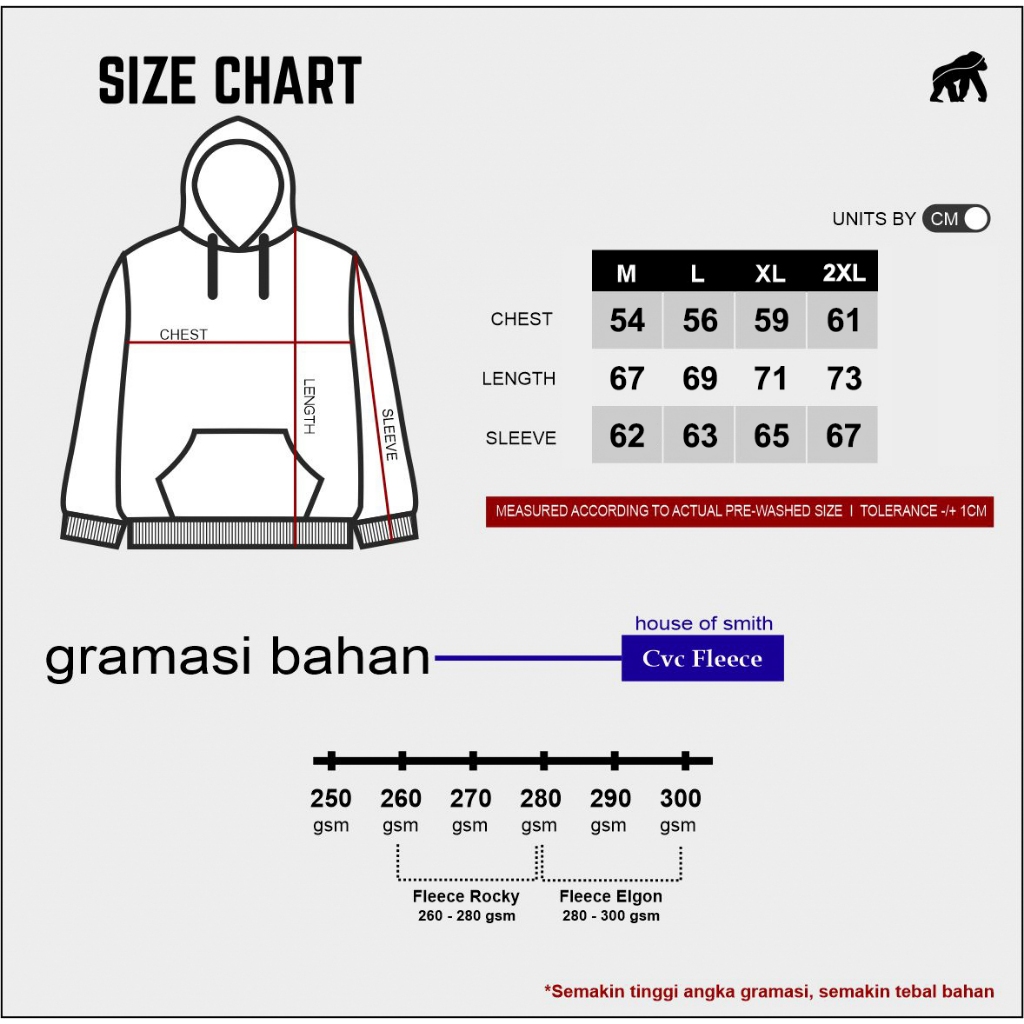 SIZE CHART
UNITS BY CM
M L XL 2XL
CHEST 54 56 59 61
LENGTH 67 69 71 73
SLEEVE 62 63 65 67
CHEST
LENGTH
SLEEVE
MEASURED ACCORDING TO ACTUAL PRE-WASHED SIZE I TOLERANCE -/+ 1CM
house of smith
gramasi bahan
Cvc Fleece
250 260 270 280 290 300
gsm gsm gsm gsm gsm gsm
Fleece Rocky Fleece Elgon
260 - 280 gsm 280 - 300 gsm
*Semakin tinggi angka gramasi, semakin tebal bahan